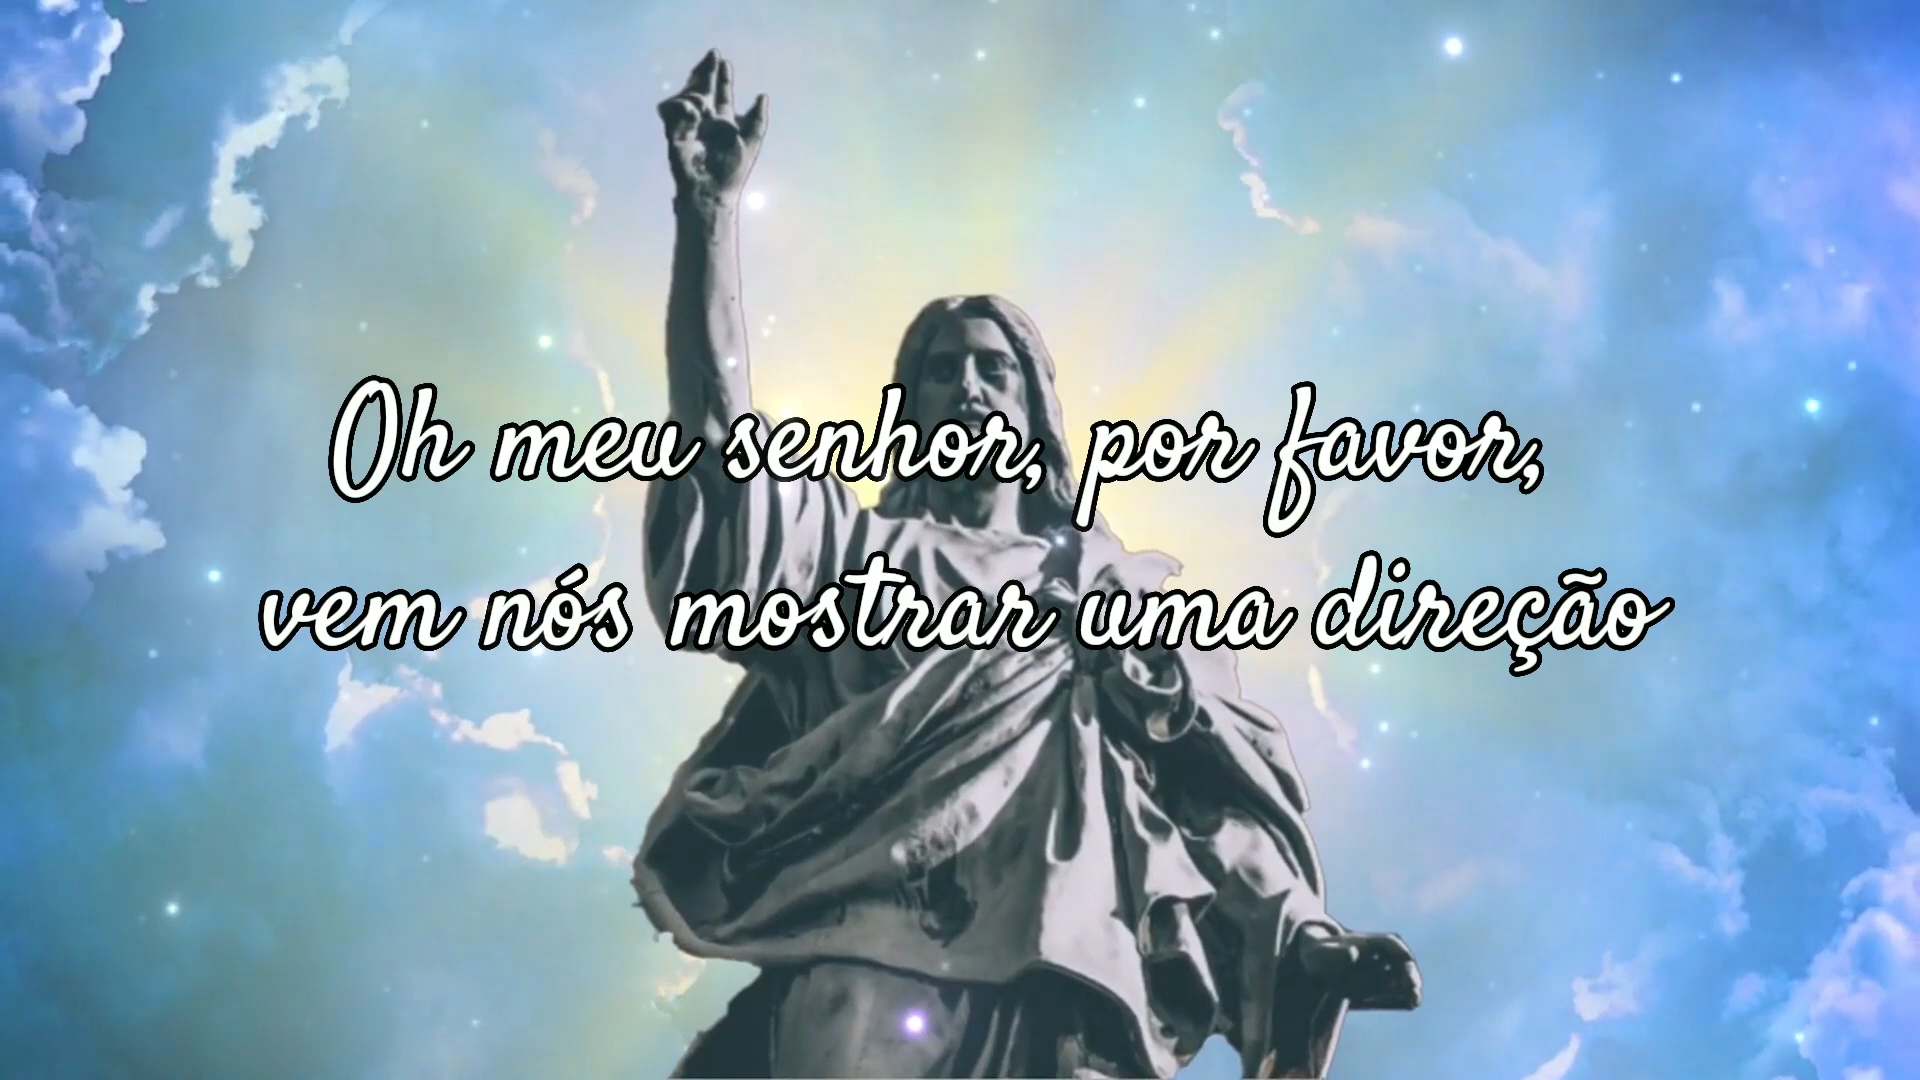 Oh meu senhor, por favor,
vem nós mostrar uma direção